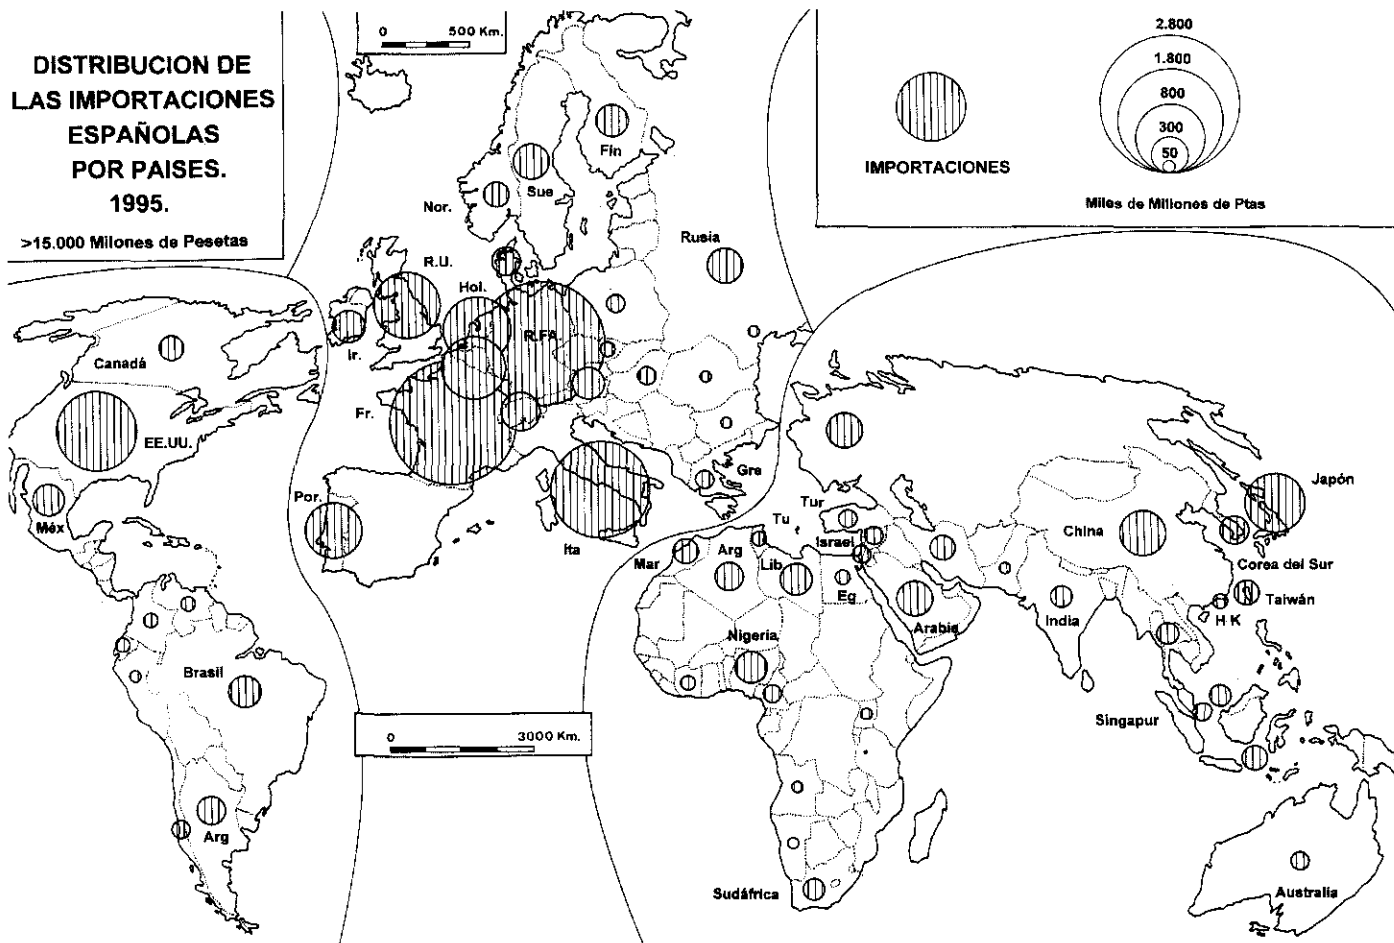 DISTRIBUCION DE
LAS IMPORTACIONES
ESPAÑOLAS
POR PAISES.
1995.
>15.000 Milones de Pesetas
0 500 Km.
IMPORTACIONES
2.800
1.800
800
300
50
Miles de Millones de Ptas
Fin
Sue
Nor.
Rusia
R.U.
Hol.
R.FA.
Ir.
Fr.
Canadá
EE.UU.
Méx
Por.
Ita
Gre
Tur
Tu
Israel
Mar
Arg
Lib
Eg
Arabia
Nigeria
China
Japón
Corea del Sur
Taiwán
H K
India
Singapur
Brasil
Arg
0 3000 Km.
Sudáfrica
Australia